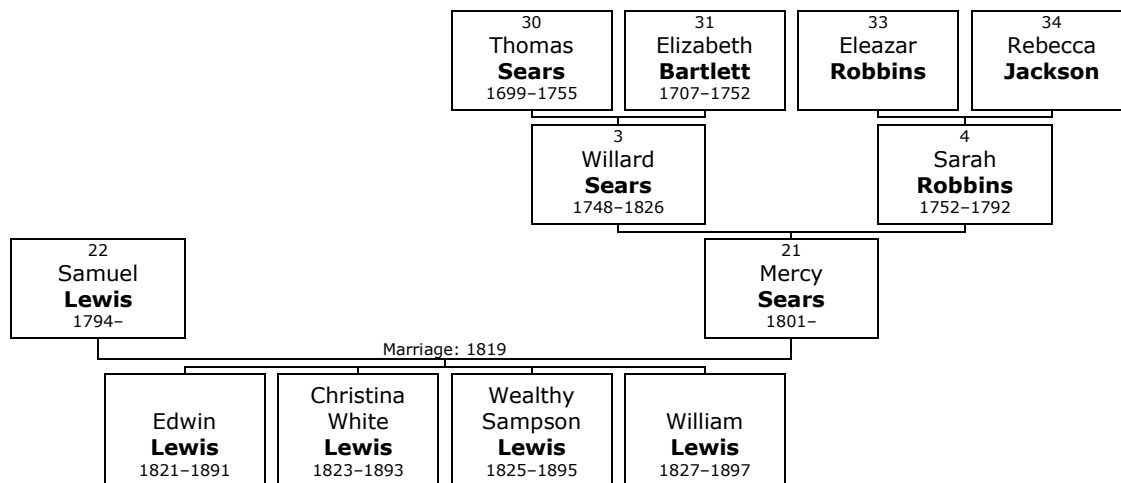 30
Thomas
Sears
1699–1755
31
Elizabeth
Bartlett
1707–1752
33
Eleazar
Robbins
34
Rebecca
Jackson
3
Willard
Sears
1748–1826
4
Sarah
Robbins
1752–1792
22
Samuel
Lewis
1794–
21
Mercy
Sears
1801–
Marriage: 1819
Edwin
Lewis
1821–1891
Christina
White
Lewis
1823–1893
Wealthy
Sampson
Lewis
1825–1895
William
Lewis
1827–1897